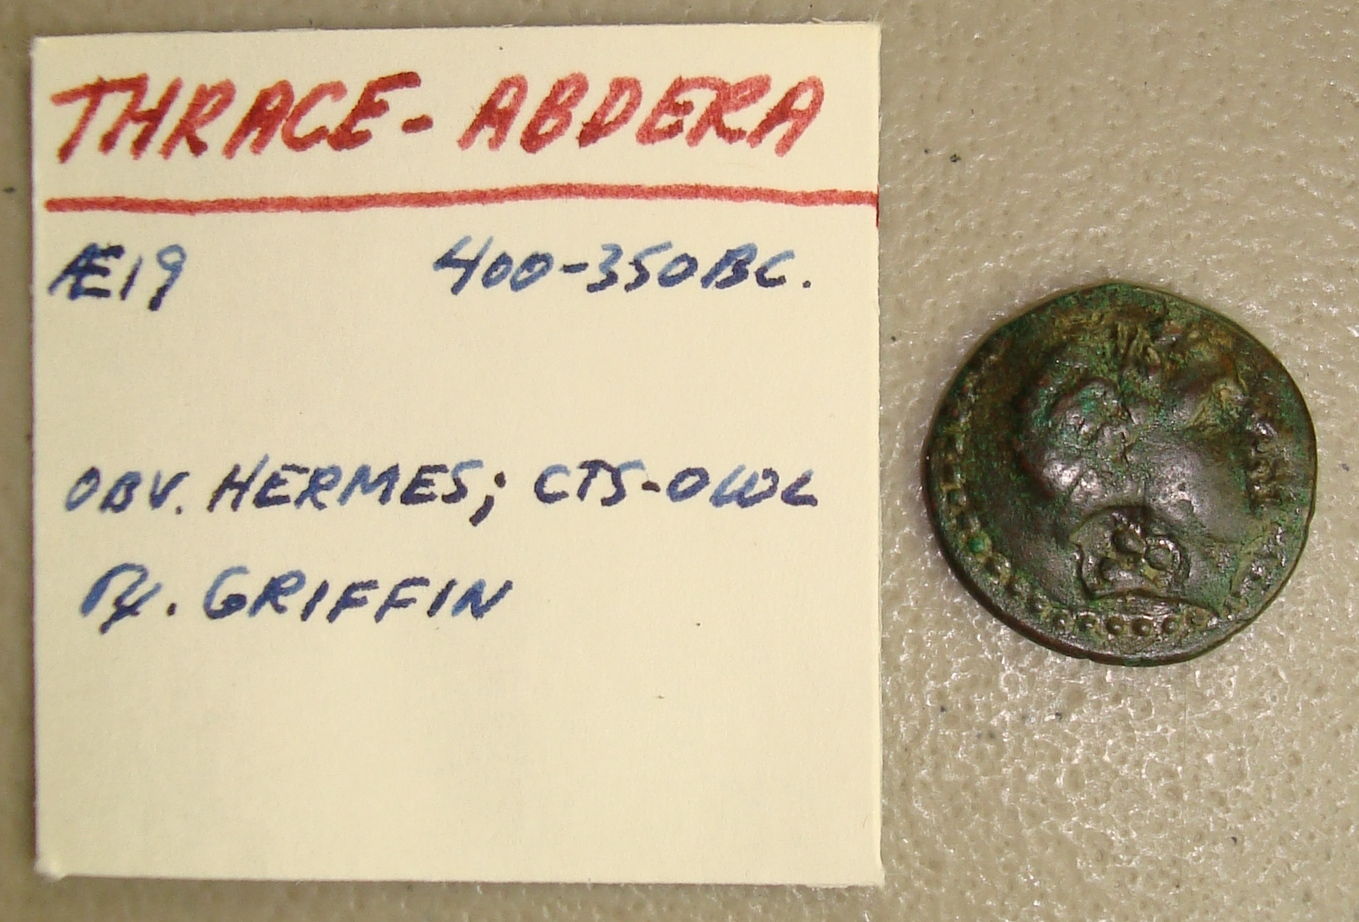 THRACE - ABDERA
Æ19 400-350BC.
OBV. HERMES; CTS-OWL
℞. GRIFFIN